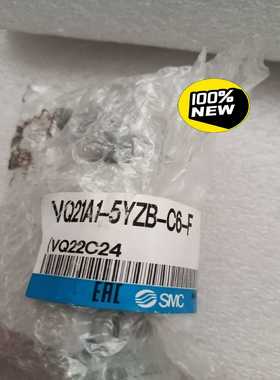 100%
NEW
VQ21A1-5YZB-C6-F
(VQ22C24
EAC SMC